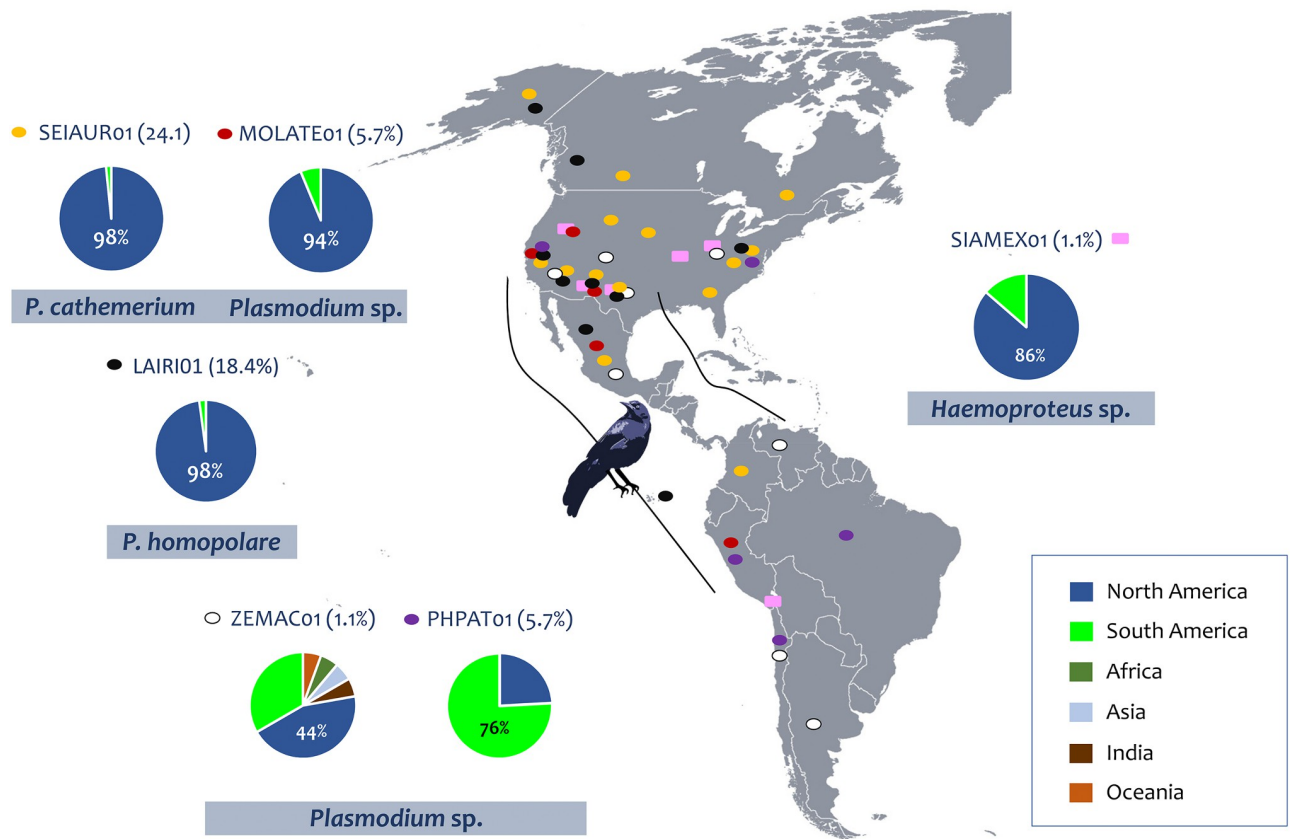 SEIAUR01 (24.1)
MOLATE01 (5.7%)
98%
94%
P. cathemerium
Plasmodium sp.
LAIRI01 (18.4%)
98%
P. homopolare
ZEMAC01 (1.1%)
PHPAT01 (5.7%)
44%
76%
Plasmodium sp.
SIAMEX01 (1.1%)
86%
Haemoproteus sp.
North America
South America
Africa
Asia
India
Oceania